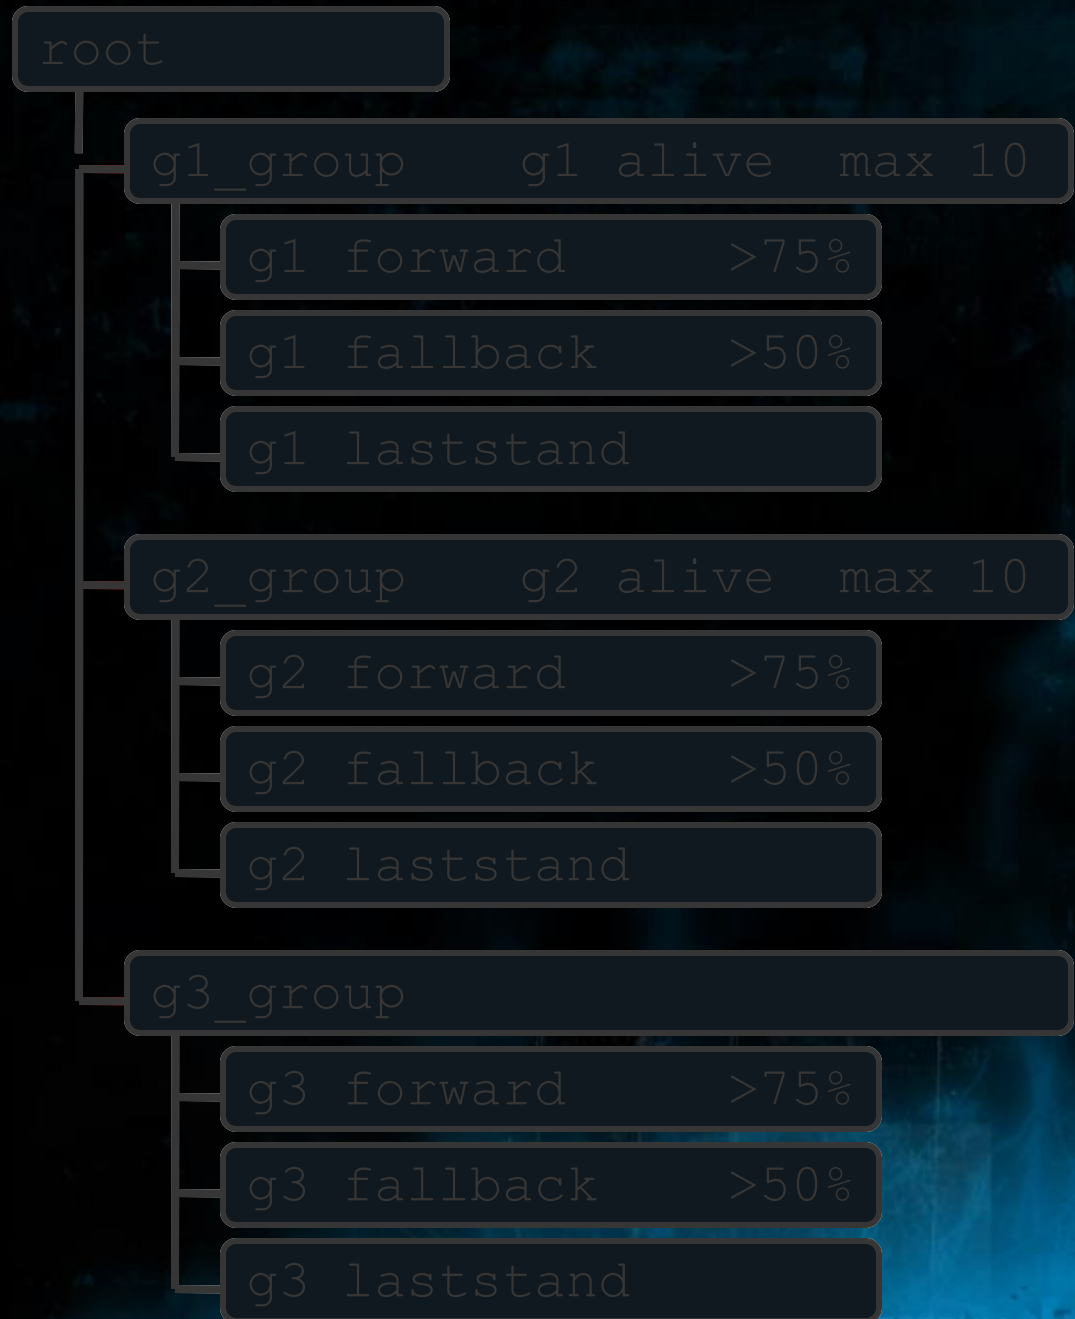 root
g1_group g1 alive max 10
g1 forward >75%
g1 fallback >50%
g1 laststand
g2_group g2 alive max 10
g2 forward >75%
g2 fallback >50%
g2 laststand
g3_group
g3 forward >75%
g3 fallback >50%
g3 laststand